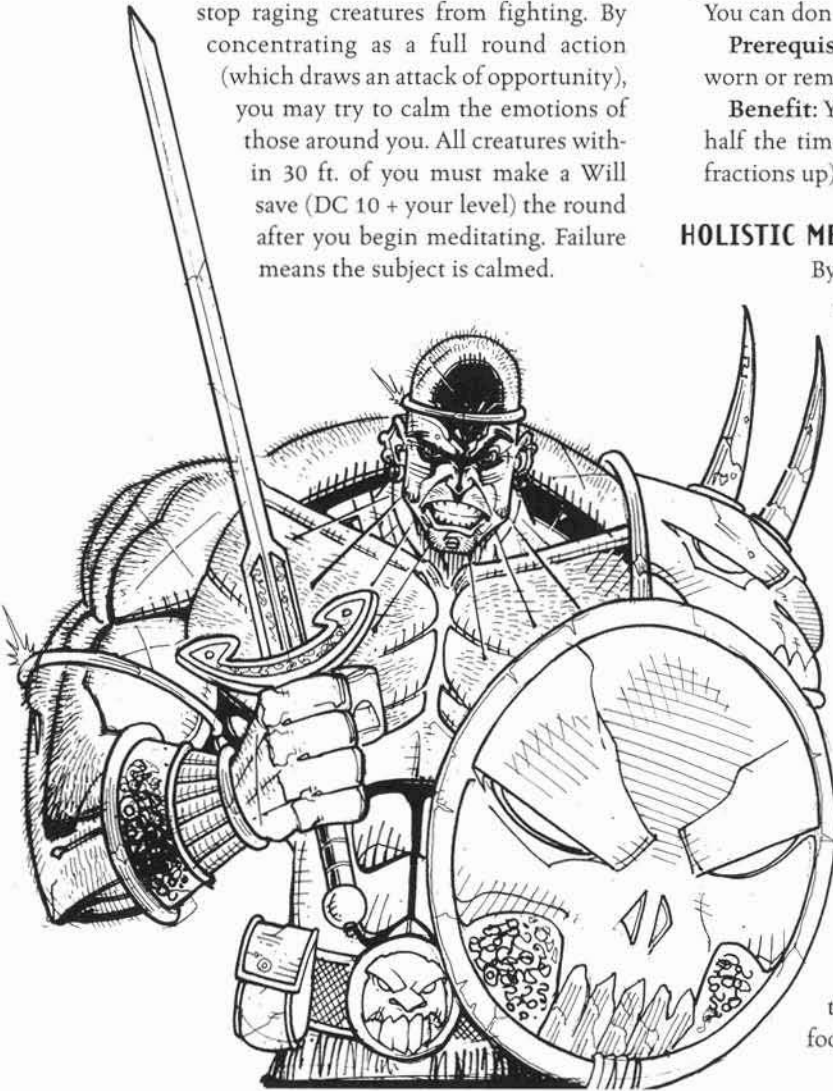 stop raging creatures from fighting. By
concentrating as a full round action
(which draws an attack of opportunity),
you may try to calm the emotions of
those around you. All creatures with-
in 30 ft. of you must make a Will
save (DC 10 + your level) the round
after you begin meditating. Failure
means the subject is calmed.
You can don
Prerequis
worn or rem
Benefit: Y
half the tim
fractions up)
HOLISTIC ME
By
t
foc